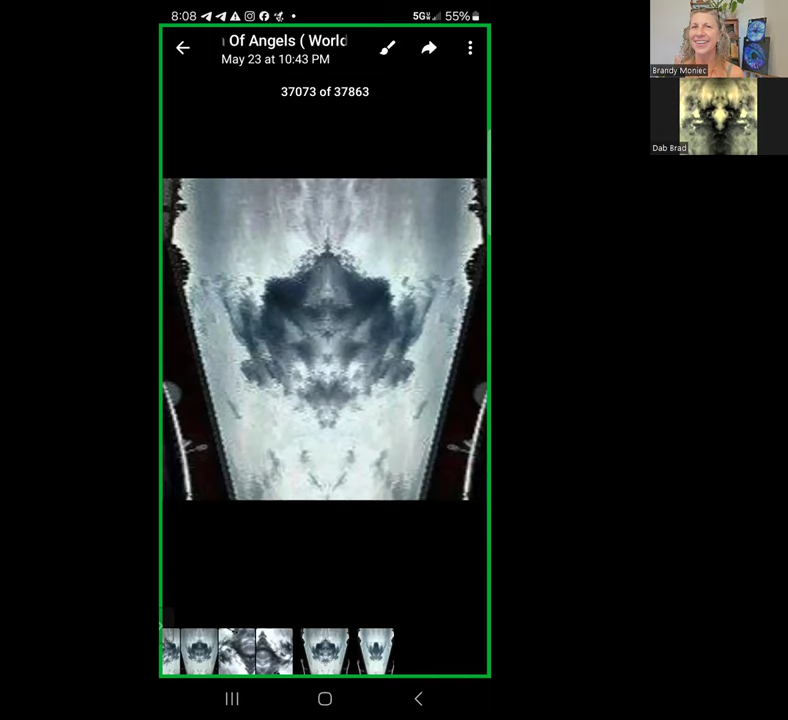 8:08
5G 55%
Of Angels ( World
May 23 at 10:43 PM
37073 of 37863
Brandy Moniec
Dab Brad